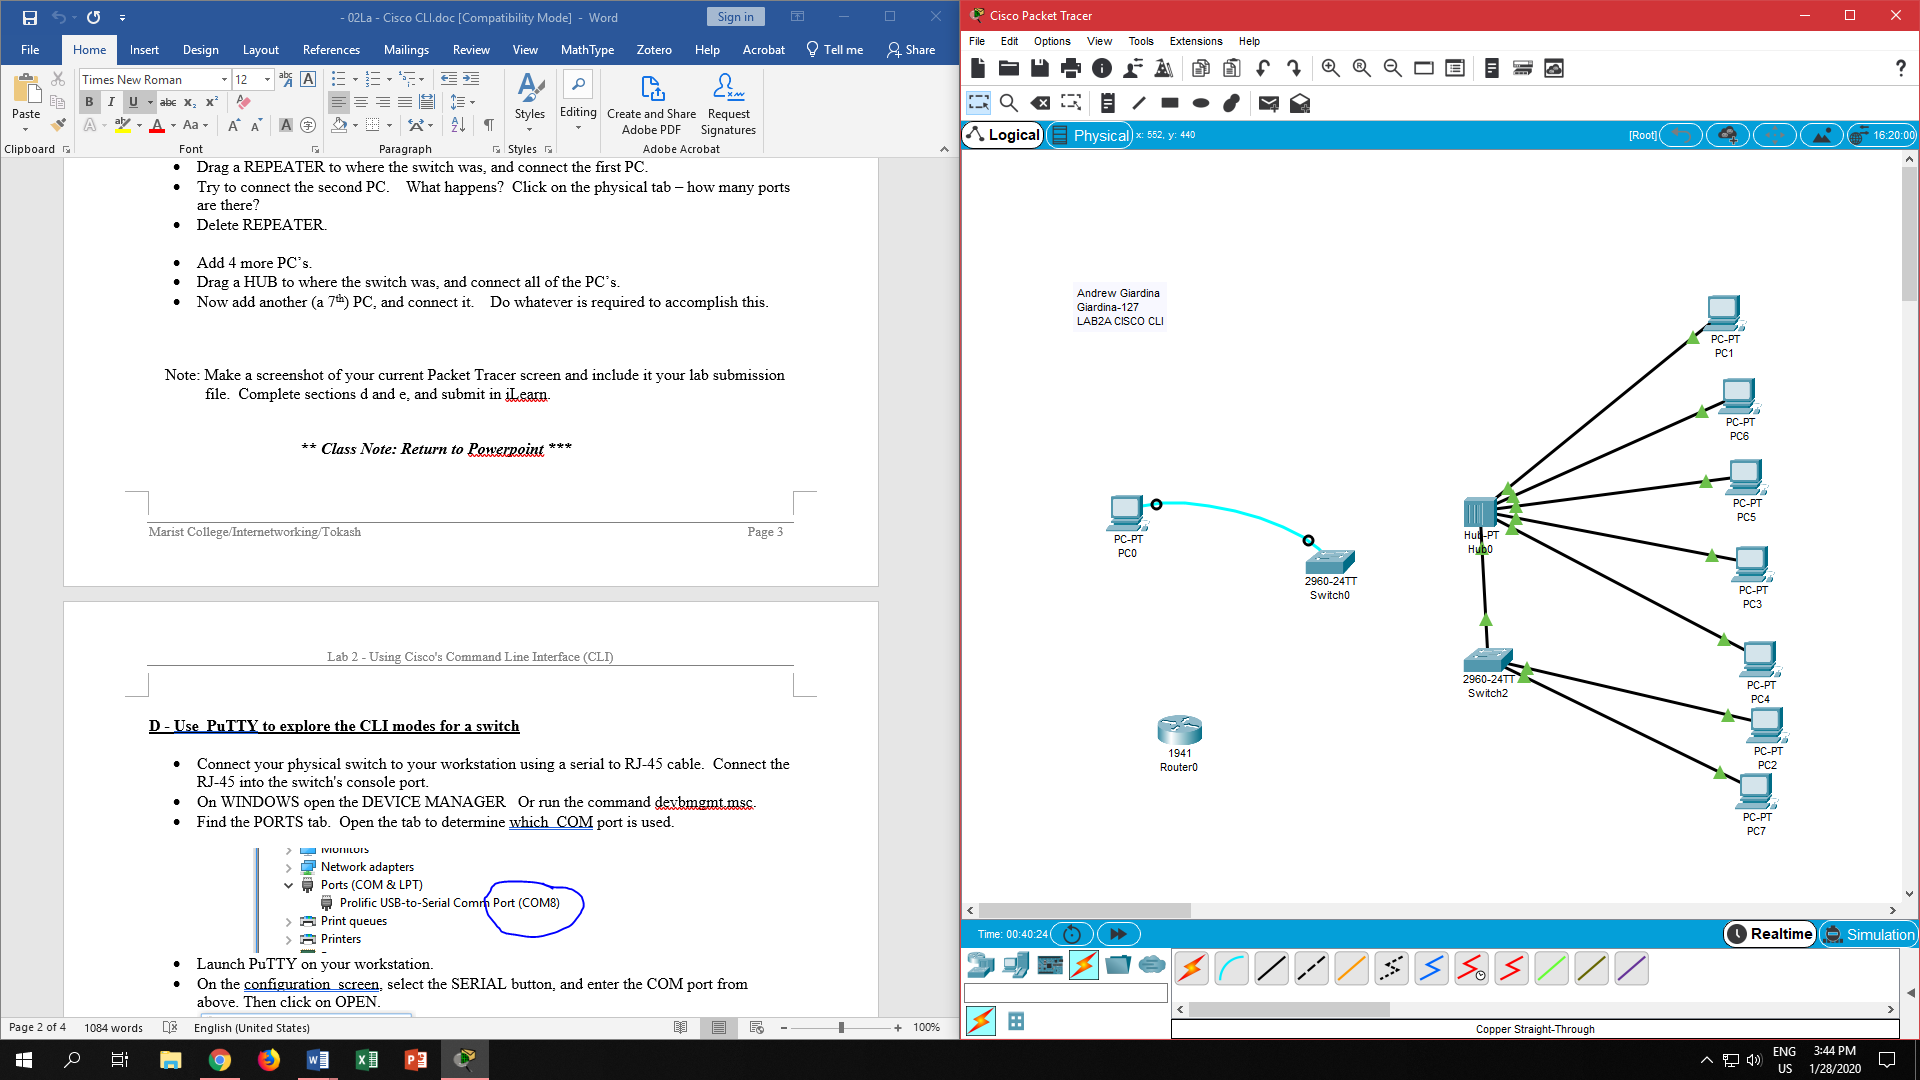 - 02La - Cisco CLI.doc [Compatibility Mode] - Word
Sign in
File Home Insert Design Layout References Mailings Review View MathType Zotero Help Acrobat Tell me Share
Times New Roman 12
Paste
Styles
Editing
Create and Share Adobe PDF
Request Signatures
Clipboard Font Paragraph Styles Adobe Acrobat
• Drag a REPEATER to where the switch was, and connect the first PC.
• Try to connect the second PC. What happens? Click on the physical tab – how many ports
are there?
• Delete REPEATER.
• Add 4 more PC's.
• Drag a HUB to where the switch was, and connect all of the PC's.
• Now add another (a 7th) PC, and connect it. Do whatever is required to accomplish this.
Note: Make a screenshot of your current Packet Tracer screen and include it your lab submission
file. Complete sections d and e, and submit in iLearn.
** Class Note: Return to Powerpoint ***
Marist College/Internetworking/Tokash Page 3
Lab 2 - Using Cisco's Command Line Interface (CLI)
D - Use PuTTY to explore the CLI modes for a switch
• Connect your physical switch to your workstation using a serial to RJ-45 cable. Connect the
RJ-45 into the switch's console port.
• On WINDOWS open the DEVICE MANAGER Or run the command devbmgmt.msc.
• Find the PORTS tab. Open the tab to determine which COM port is used.
Monitors
Network adapters
Ports (COM & LPT)
Prolific USB-to-Serial Comm Port (COM8)
Print queues
Printers
• Launch PuTTY on your workstation.
• On the configuration screen, select the SERIAL button, and enter the COM port from
above. Then click on OPEN.
Page 2 of 4 1084 words English (United States) 100%
Cisco Packet Tracer
File Edit Options View Tools Extensions Help
Logical Physical x: 552, y: 440 [Root] 16:20:00
Andrew Giardina
Giardina-127
LAB2A CISCO CLI
PC-PT
PC1
PC-PT
PC6
PC-PT
PC5
PC-PT
PC0
Hub-PT
Hub0
2960-24TT
Switch0
PC-PT
PC3
2960-24TT
Switch2
PC-PT
PC4
1941
Router0
PC-PT
PC2
PC-PT
PC7
Time: 00:40:24 Realtime Simulation
Copper Straight-Through
ENG
US
3:44 PM
1/28/2020